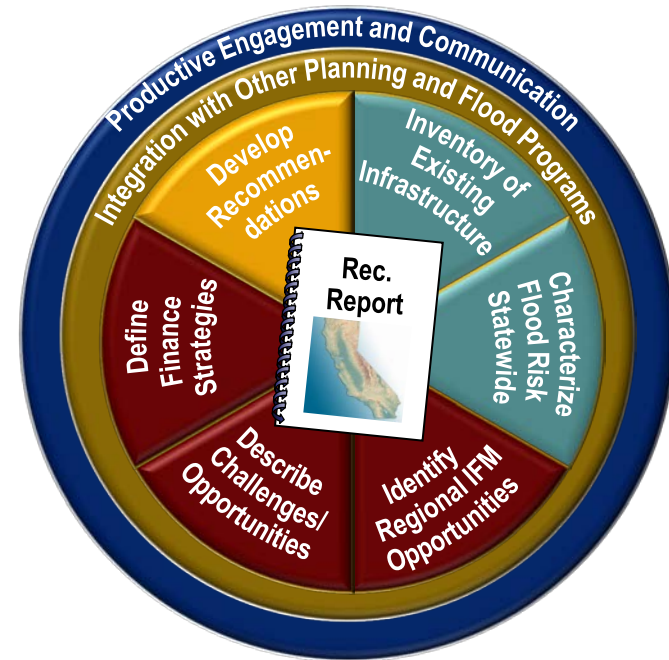 Productive Engagement and Communication
Integration with Other Planning and Flood Programs
Develop
Recommen-
dations
Inventory of
Existing
Infrastructure
Characterize
Flood Risk
Statewide
Identify
Regional IFM
Opportunities
Describe
Challenges/
Opportunities
Define
Finance
Strategies
Rec.
Report